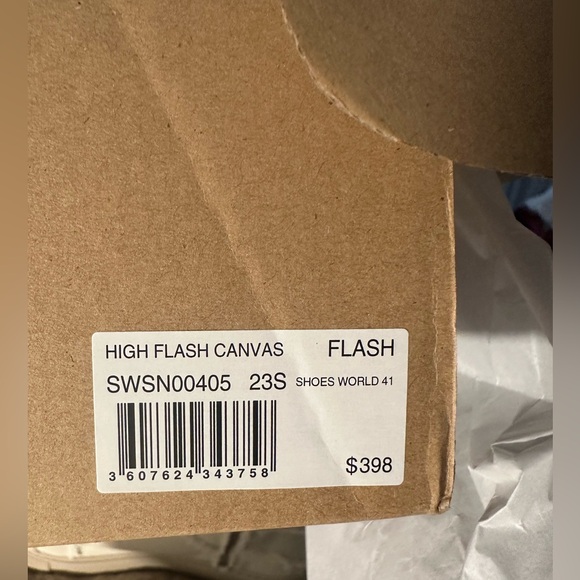 HIGH FLASH CANVAS FLASH
SWSN00405 23S SHOES WORLD 41
3 607624 343758
$398